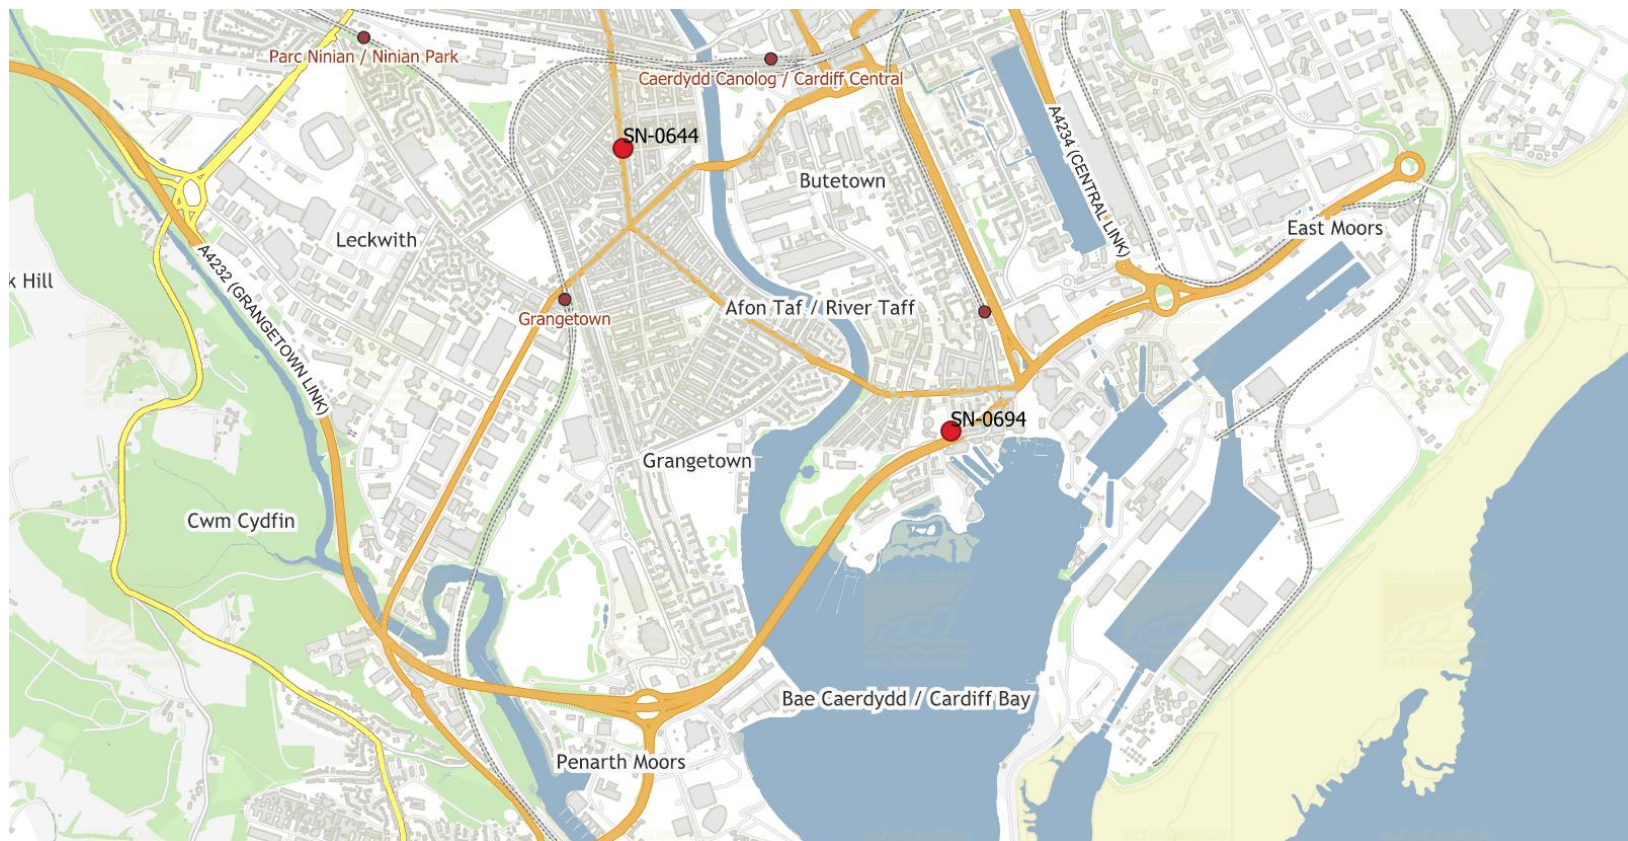 Parc Ninian / Ninian Park
Caerdydd Canolog / Cardiff Central
SN-0644
A4234 (CENTRAL LINK)
Butetown
East Moors
Leckwith
k Hill
A4232 (GRANGETOWN LINK)
Afon Taf / River Taff
Grangetown
SN-0694
Grangetown
Cwm Cydfin
Bae Caerdydd / Cardiff Bay
Penarth Moors